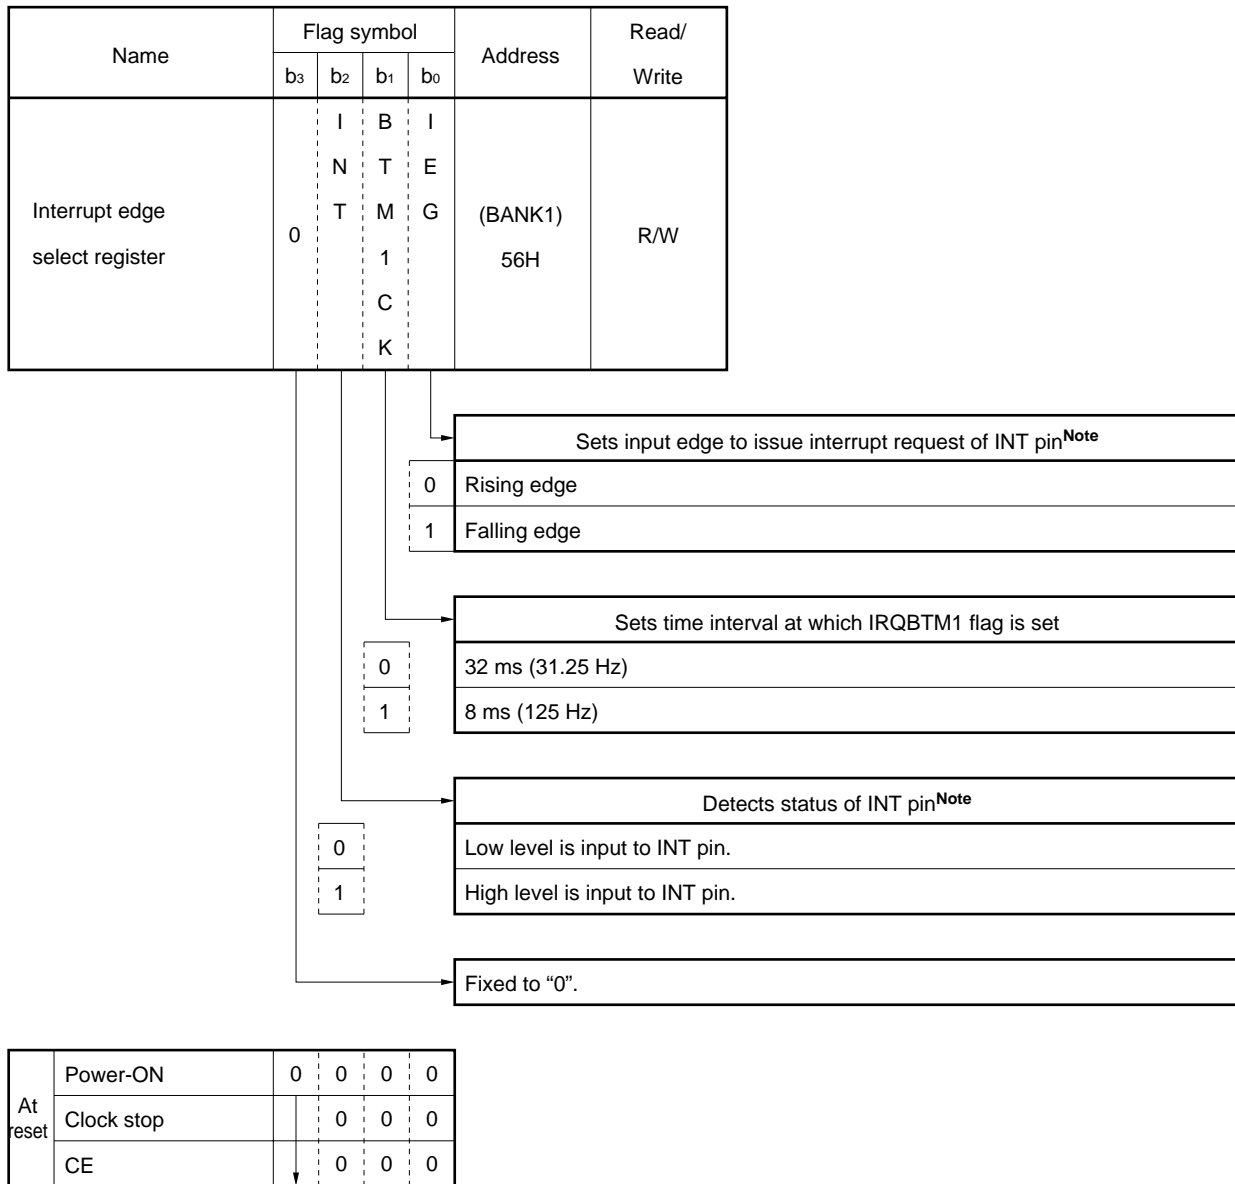 Name Flag symbol Address Read/Write
b3 b2 b1 b0
Interrupt edge select register 0 INT BTM1CK IEG (BANK1) 56H R/W
Sets input edge to issue interrupt request of INT pinNote
0 Rising edge
1 Falling edge
Sets time interval at which IRQBTM1 flag is set
0 32 ms (31.25 Hz)
1 8 ms (125 Hz)
Detects status of INT pinNote
0 Low level is input to INT pin.
1 High level is input to INT pin.
Fixed to “0”.
At reset
Power-ON 0 0 0 0
Clock stop 0 0 0
CE 0 0 0